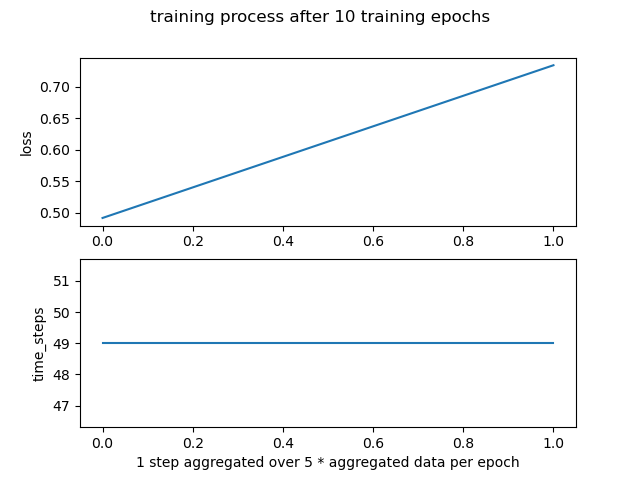 training process after 10 training epochs
0.70
0.65
0.60
0.55
0.50
loss
0.0 0.2 0.4 0.6 0.8 1.0
51
50
49
48
47
time_steps
0.0 0.2 0.4 0.6 0.8 1.0
1 step aggregated over 5 * aggregated data per epoch